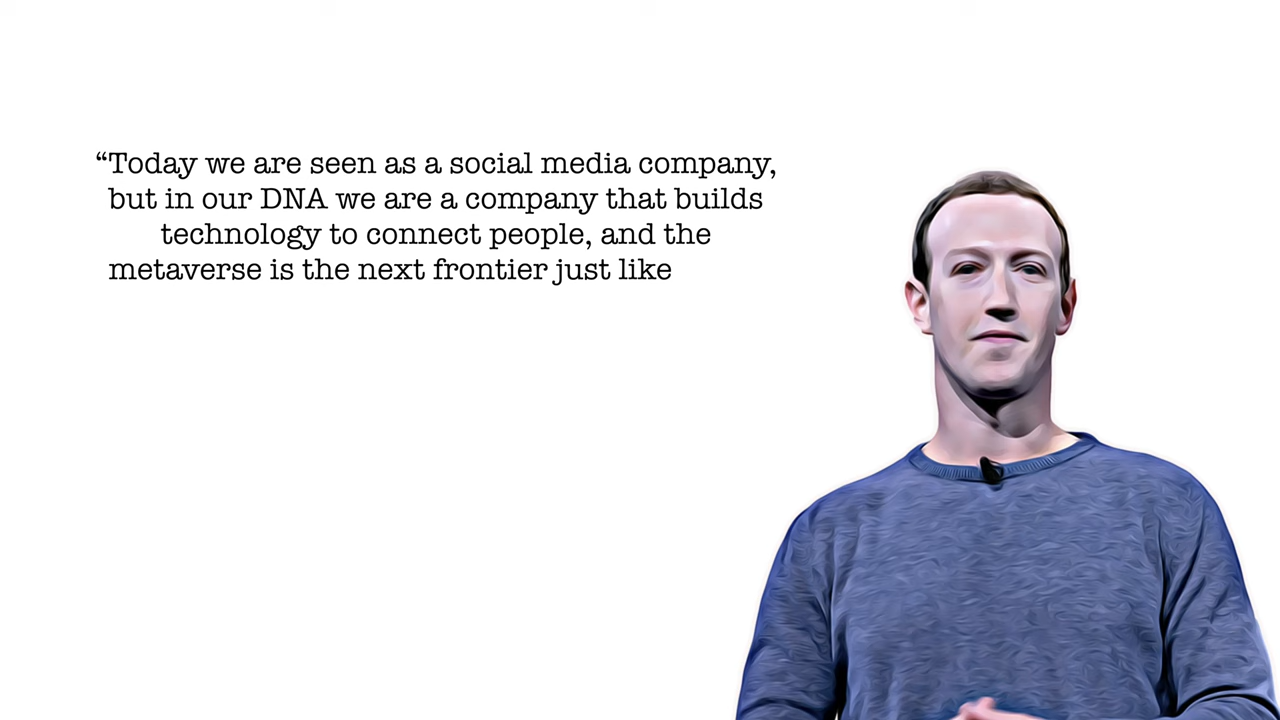 “Today we are seen as a social media company,
but in our DNA we are a company that builds
technology to connect people, and the
metaverse is the next frontier just like